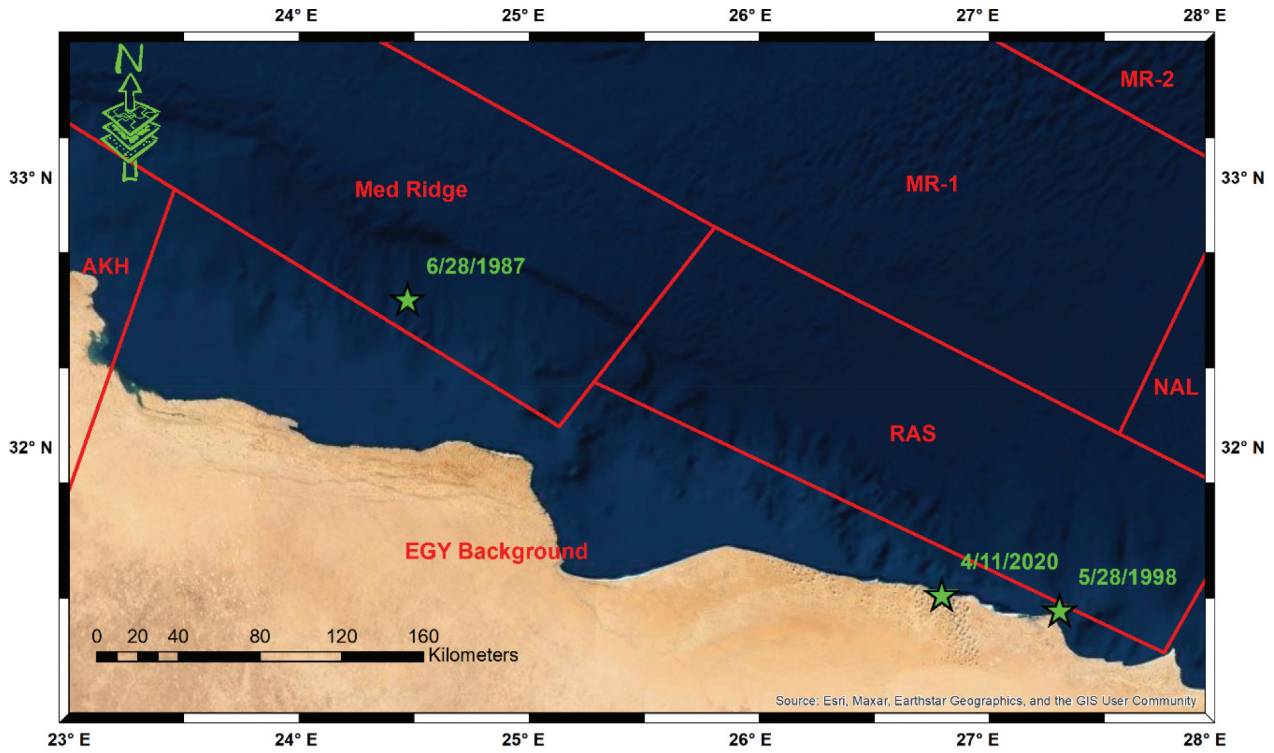 24° E 25° E 26° E 27° E 28° E
N
MR-2
33° N Med Ridge MR-1 33° N
AKH 6/28/1987
NAL
RAS
32° N 32° N
EGY Background 4/11/2020 5/28/1998
0 20 40 80 120 160
Kilometers
Source: Esri, Maxar, Earthstar Geographics, and the GIS User Community
23° E 24° E 25° E 26° E 27° E 28° E